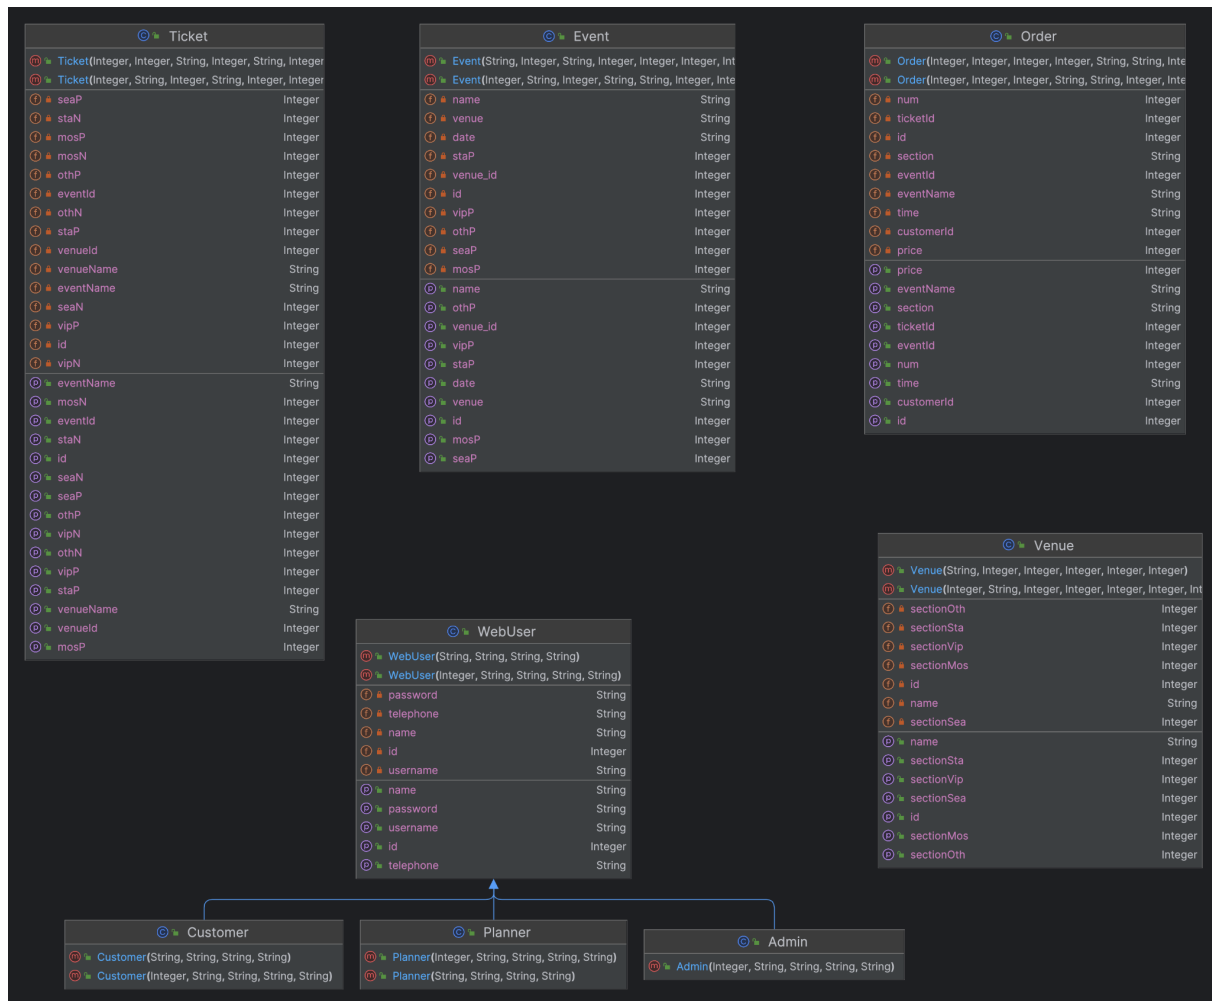 Ticket
Ticket(Integer, Integer, String, Integer, String, Integer
Ticket(Integer, String, Integer, String, Integer, Integer
seaP Integer
staN Integer
mosP Integer
mosN Integer
othP Integer
eventId Integer
othN Integer
staP Integer
venueId Integer
venueName String
eventName String
seaN Integer
vipP Integer
id Integer
vipN Integer
eventName String
mosN Integer
eventId Integer
staN Integer
id Integer
seaN Integer
seaP Integer
othP Integer
vipN Integer
othN Integer
vipP Integer
staP Integer
venueName String
venueId Integer
mosP Integer
Event
Event(String, Integer, String, Integer, Integer, Integer, Int
Event(Integer, String, Integer, String, String, Integer, Inte
name String
venue String
date String
staP Integer
venue_id Integer
id Integer
vipP Integer
othP Integer
seaP Integer
mosP Integer
name String
othP Integer
venue_id Integer
vipP Integer
staP Integer
date String
venue String
id Integer
mosP Integer
seaP Integer
Order
Order(Integer, Integer, Integer, Integer, String, String, Inte
Order(Integer, Integer, Integer, String, String, Integer, Inte
num Integer
ticketId Integer
id Integer
section String
eventId Integer
eventName String
time String
customerId Integer
price Integer
price Integer
eventName String
section String
ticketId Integer
eventId Integer
num Integer
time String
customerId Integer
id Integer
Venue
Venue(String, Integer, Integer, Integer, Integer, Integer)
Venue(Integer, String, Integer, Integer, Integer, Integer, Int
sectionOth Integer
sectionSta Integer
sectionVip Integer
sectionMos Integer
id Integer
name String
sectionSea Integer
name String
sectionSta Integer
sectionVip Integer
sectionSea Integer
id Integer
sectionMos Integer
sectionOth Integer
WebUser
WebUser(String, String, String, String)
WebUser(Integer, String, String, String, String)
password String
telephone String
name String
id Integer
username String
name String
password String
username String
id Integer
telephone String
Customer
Customer(String, String, String, String)
Customer(Integer, String, String, String, String)
Planner
Planner(Integer, String, String, String, String)
Planner(String, String, String, String)
Admin
Admin(Integer, String, String, String, String)